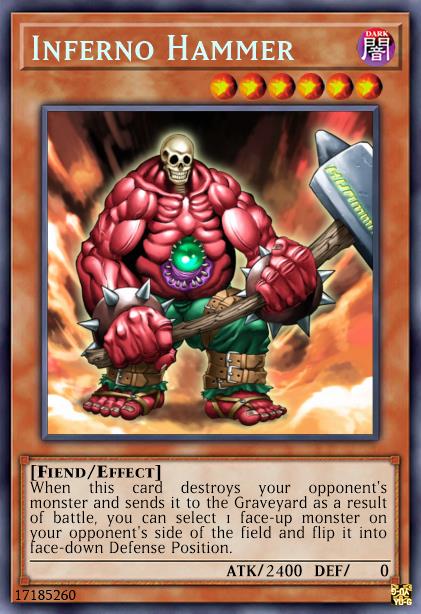 Inferno Hammer
DARK
闇
[Fiend/Effect]
When this card destroys your opponent's
monster and sends it to the Graveyard as a result
of battle, you can select 1 face-up monster on
your opponent's side of the field and flip it into
face-down Defense Position.
ATK/2400 DEF/ 0
17185260